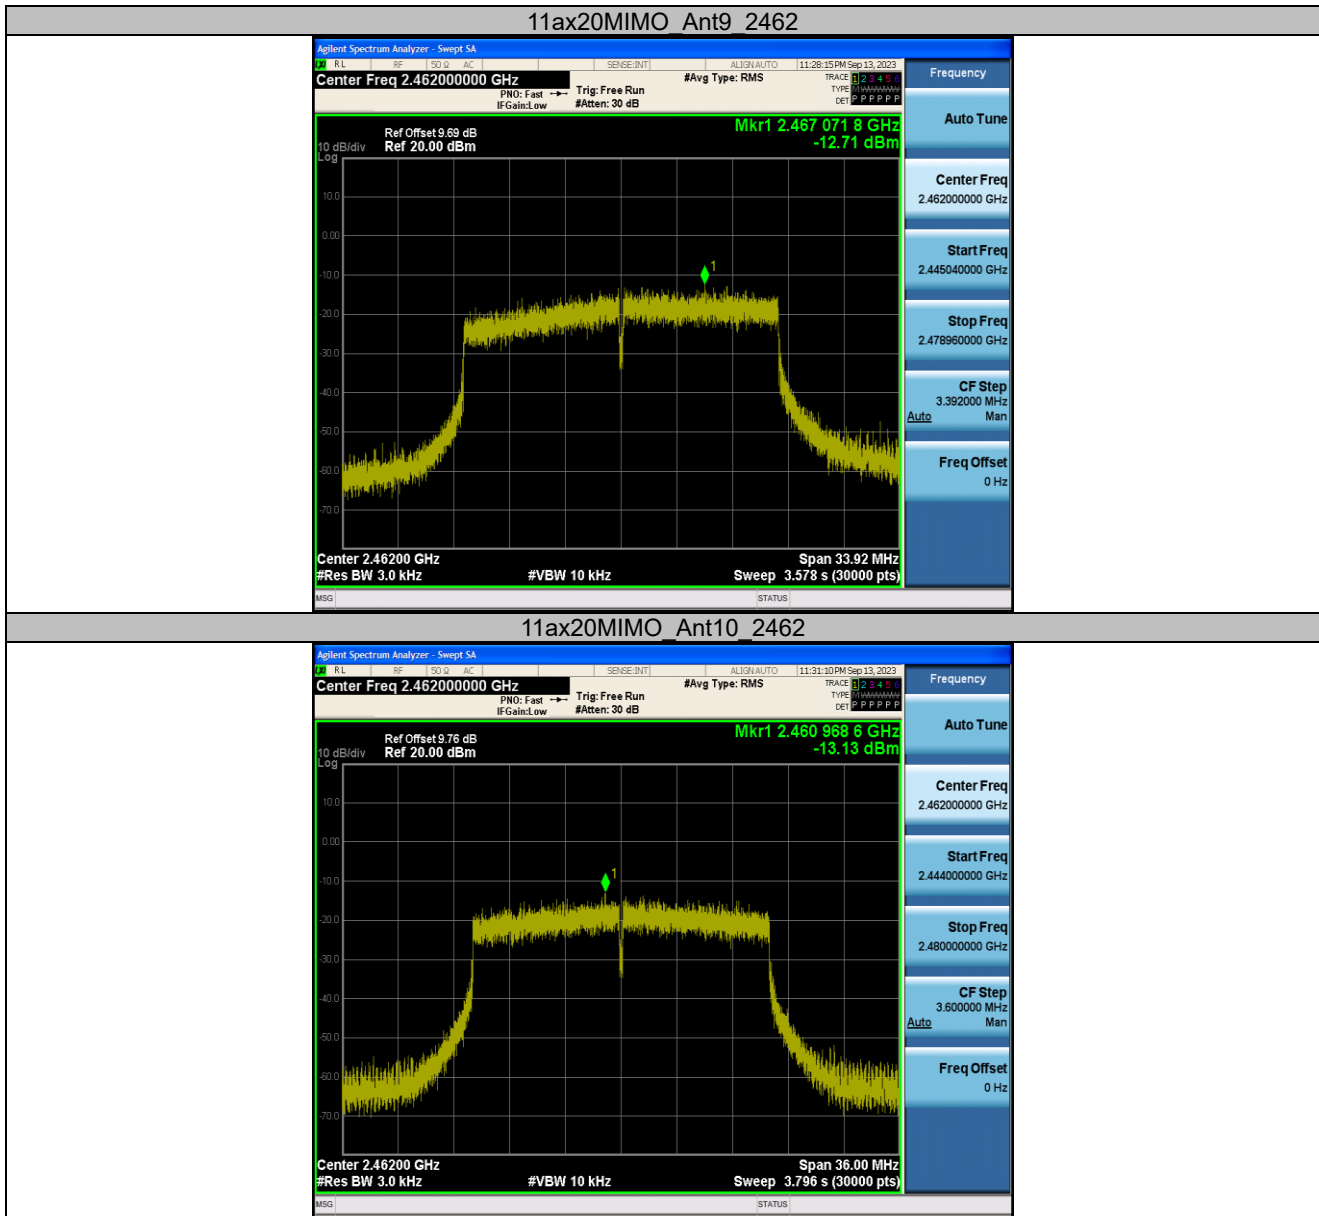 11ax20MIMO_Ant9_2462
Agilent Spectrum Analyzer - Swept SA
RL RF 50 Ω AC SENSE:INT ALIGN AUTO 11:28:15 PM Sep 13, 2023
Center Freq 2.462000000 GHz #Avg Type: RMS TRACE 1 2 3 4 5 6 Frequency
PNO: Fast Trig: Free Run TYPE
IFGain:Low #Atten: 30 dB DET P P P P P P
Auto Tune
Mkr1 2.467 071 8 GHz
Ref Offset 9.69 dB
10 dB/div Ref 20.00 dBm -12.71 dBm
Log
Center Freq
2.462000000 GHz
10.0
0.00
Start Freq
2.445040000 GHz
1
-10.0
-20.0
Stop Freq
2.478960000 GHz
-30.0
-40.0
CF Step
3.392000 MHz
Auto Man
-50.0
-60.0
Freq Offset
0 Hz
-70.0
Center 2.46200 GHz Span 33.92 MHz
#Res BW 3.0 kHz #VBW 10 kHz Sweep 3.578 s (30000 pts)
MSG STATUS
11ax20MIMO_Ant10_2462
Agilent Spectrum Analyzer - Swept SA
RL RF 50 Ω AC SENSE:INT ALIGN AUTO 11:31:10 PM Sep 13, 2023
Center Freq 2.462000000 GHz #Avg Type: RMS TRACE 1 2 3 4 5 6 Frequency
PNO: Fast Trig: Free Run TYPE
IFGain:Low #Atten: 30 dB DET P P P P P P
Auto Tune
Mkr1 2.460 968 6 GHz
Ref Offset 9.76 dB
10 dB/div Ref 20.00 dBm -13.13 dBm
Log
Center Freq
2.462000000 GHz
10.0
0.00
Start Freq
2.444000000 GHz
1
-10.0
-20.0
Stop Freq
2.480000000 GHz
-30.0
-40.0
CF Step
3.600000 MHz
Auto Man
-50.0
-60.0
Freq Offset
0 Hz
-70.0
Center 2.46200 GHz Span 36.00 MHz
#Res BW 3.0 kHz #VBW 10 kHz Sweep 3.796 s (30000 pts)
MSG STATUS